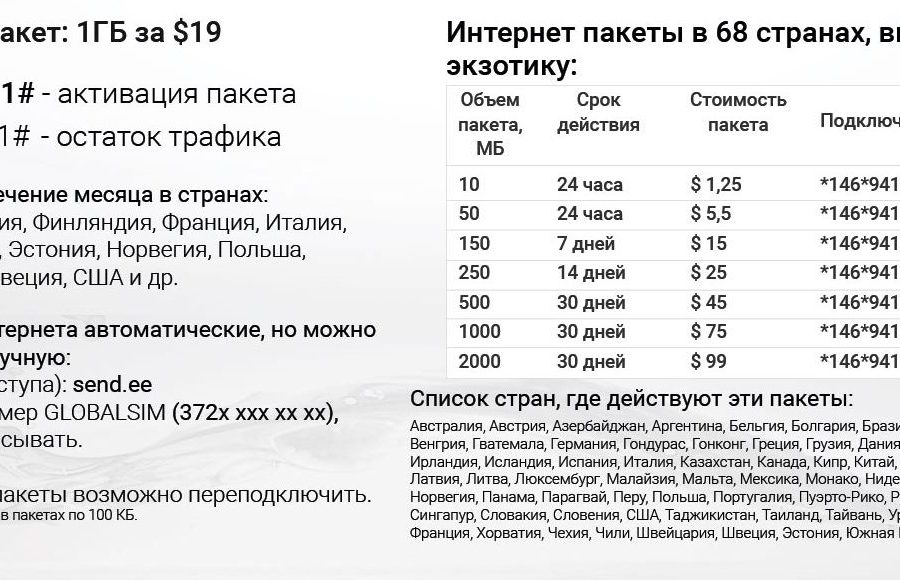 акет: 1ГБ за $19
1# - активация пакета
1# - остаток трафика
ечение месяца в странах:
ия, Финляндия, Франция, Италия,
, Эстония, Норвегия, Польша,
веция, США и др.
тернета автоматические, но можно
учную:
ступа): send.ee
мер GLOBALSIM (372x xxx xx xx),
сывать.
пакеты возможно переподключить.
в пакетах по 100 КБ.
Интернет пакеты в 68 странах, в
экзотику:
Объем пакета, МБ Срок действия Стоимость пакета Подключ
10 24 часа $ 1,25 *146*941
50 24 часа $ 5,5 *146*941
150 7 дней $ 15 *146*941
250 14 дней $ 25 *146*941
500 30 дней $ 45 *146*941
1000 30 дней $ 75 *146*941
2000 30 дней $ 99 *146*941
Список стран, где действуют эти пакеты:
Австралия, Австрия, Азербайджан, Аргентина, Бельгия, Болгария, Брази
Венгрия, Гватемала, Германия, Гондурас, Гонконг, Греция, Грузия, Дания
Ирландия, Исландия, Испания, Италия, Казахстан, Канада, Кипр, Китай,
Латвия, Литва, Люксембург, Малайзия, Мальта, Мексика, Монако, Ниде
Норвегия, Панама, Парагвай, Перу, Польша, Португалия, Пуэрто-Рико, Р
Сингапур, Словакия, Словения, США, Таджикистан, Таиланд, Тайвань, Ур
Франция, Хорватия, Чехия, Чили, Швейцария, Швеция, Эстония, Южная